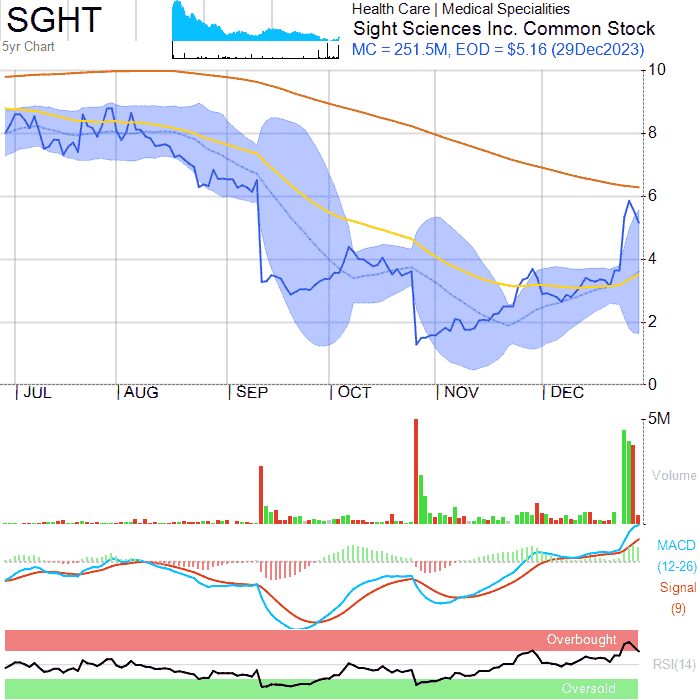 SGHT
5yr Chart
Health Care | Medical Specialities
Sight Sciences Inc. Common Stock
MC = 251.5M, EOD = $5.16 (29Dec2023)
10
8
6
4
2
0
JUL AUG SEP OCT NOV DEC
5M
Volume
MACD
(12-26)
Signal
(9)
Overbought
RSI(14)
Oversold